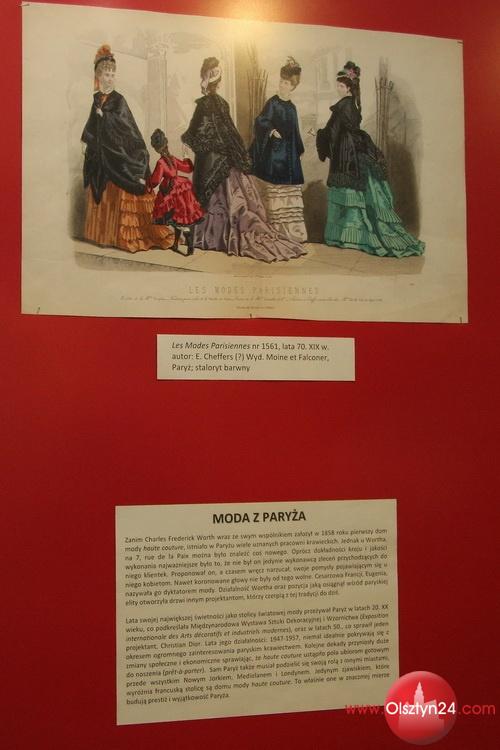 LES MODES PARISIENNES
Les Modes Parisiennes nr 1561, lata 70. XIX w.
autor: E. Cheffers (?) Wyd. Moine et Falconer,
Paryż; staloryt barwny
MODA Z PARYŻA
Zanim Charles Frederick Worth wraz ze swym wspólnikiem założył w 1858 roku pierwszy dom
mody haute couture, istniało w Paryżu wiele uznanych pracowni krawieckich. Jednak u Wortha,
na 7, rue de la Paix można było znaleźć coś nowego. Oprócz dokładności kroju i jakości
wykonania najważniejsze było to, że nie był on jedynie wykonawcą zleceń przychodzących do
niego klientek. Proponował on, a czasem wręcz narzucał, swoje pomysły pojawiającym się u
niego kobietom. Nawet koronowane głowy nie były od tego wolne. Cesarzowa Francji, Eugenia,
nazywała go dyktatorem mody. Działalność Wortha oraz pozycja jaką osiągnął wśród paryskiej
elity otworzyła drzwi innym projektantom, którzy czerpią z tej tradycji do dziś.
Lata swojej największej świetności jako stolicy światowej mody przeżywał Paryż w latach 20. XX
wieku, co podkreślała Międzynarodowa Wystawa Sztuki Dekoracyjnej i Wzornictwa (Exposition
internationale des Arts décoratifs et industriels modernes), oraz w latach 50., co sprawił jeden
projektant, Christian Dior. Lata jego działalności: 1947-1957, niemal idealnie pokrywają się z
okresem ogromnego zainteresowania paryskim krawiectwem. Kolejne dekady przyniosły duże
zmiany społeczne i ekonomiczne sprawiając, że haute couture ustąpiło pola ubiorom gotowym
do noszenia (prêt-à-porter). Sam Paryż także musiał podzielić się swoją rolą z innymi miastami,
przede wszystkim Nowym Jorkiem, Mediolanem i Londynem. Jedynym zjawiskiem, które
wyróżnia francuską stolicę są domy mody haute couture. To właśnie one w znacznej mierze
budują prestiż i wyjątkowość Paryża.
www.Olsztyn24.com